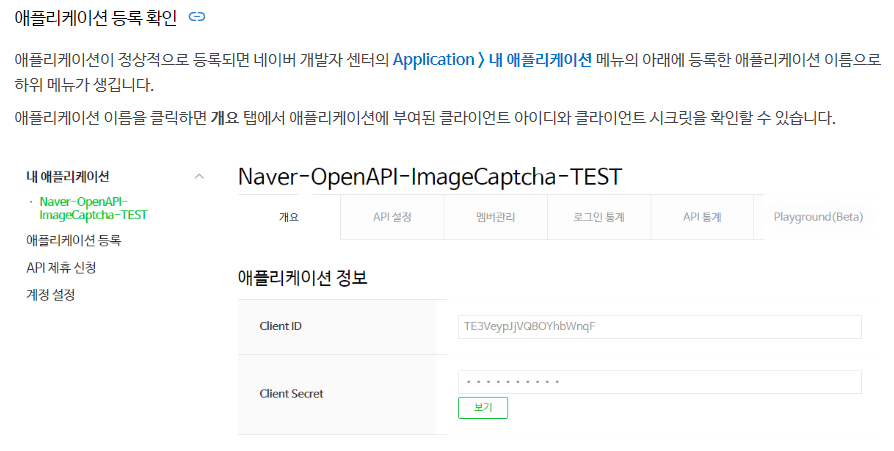 애플리케이션 등록 확인
애플리케이션이 정상적으로 등록되면 네이버 개발자 센터의 Application > 내 애플리케이션 메뉴의 아래에 등록한 애플리케이션 이름으로
하위 메뉴가 생깁니다.
애플리케이션 이름을 클릭하면 개요 탭에서 애플리케이션에 부여된 클라이언트 아이디와 클라이언트 시크릿을 확인할 수 있습니다.
내 애플리케이션
· Naver-OpenAPI-
ImageCaptcha-TEST
애플리케이션 등록
API 제휴 신청
계정 설정
Naver-OpenAPI-ImageCaptcha-TEST
개요 API 설정 멤버관리 로그인 통계 API 통계 Playground(Beta)
애플리케이션 정보
Client ID TE3VeypJjVQ8OYhbWnqF
Client Secret ••••••••••
보기